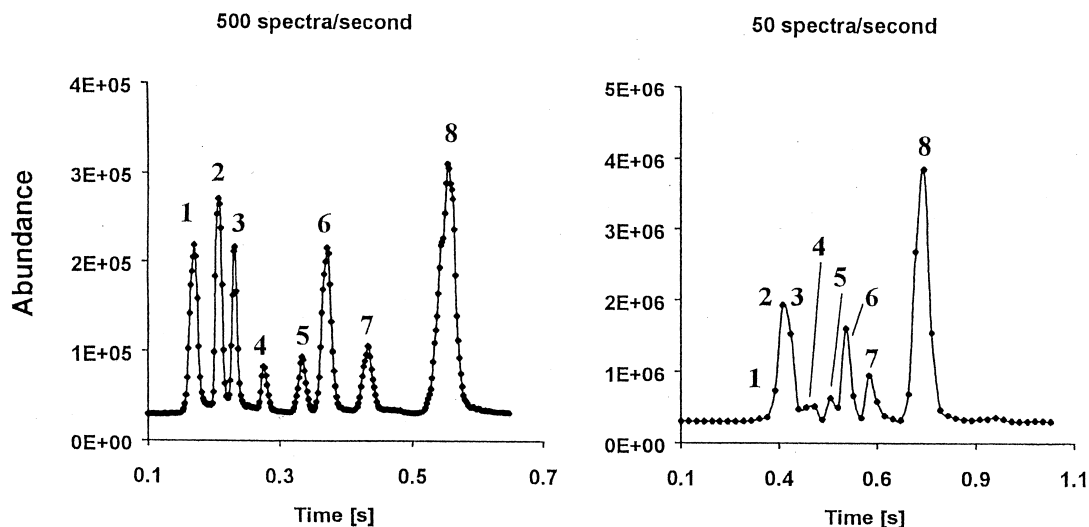 500 spectra/second
4E+05
3E+05
2E+05
1E+05
0E+00
Abundance
1
2
3
4
5
6
7
8
0.1
0.3
0.5
0.7
Time [s]
50 spectra/second
5E+06
4E+06
3E+06
2E+06
1E+06
0E+00
1
2 3
4
5
6
7
8
0.1
0.4
0.6
0.9
1.1
Time [s]